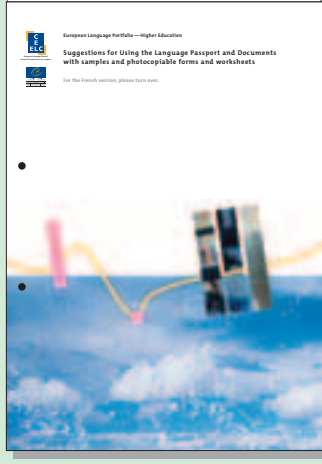 C
E
ELC
European Language Portfolio — Higher Education
Suggestions for Using the Language Passport and Documents
with samples and photocopiable forms and worksheets
For the French version, please turn over.